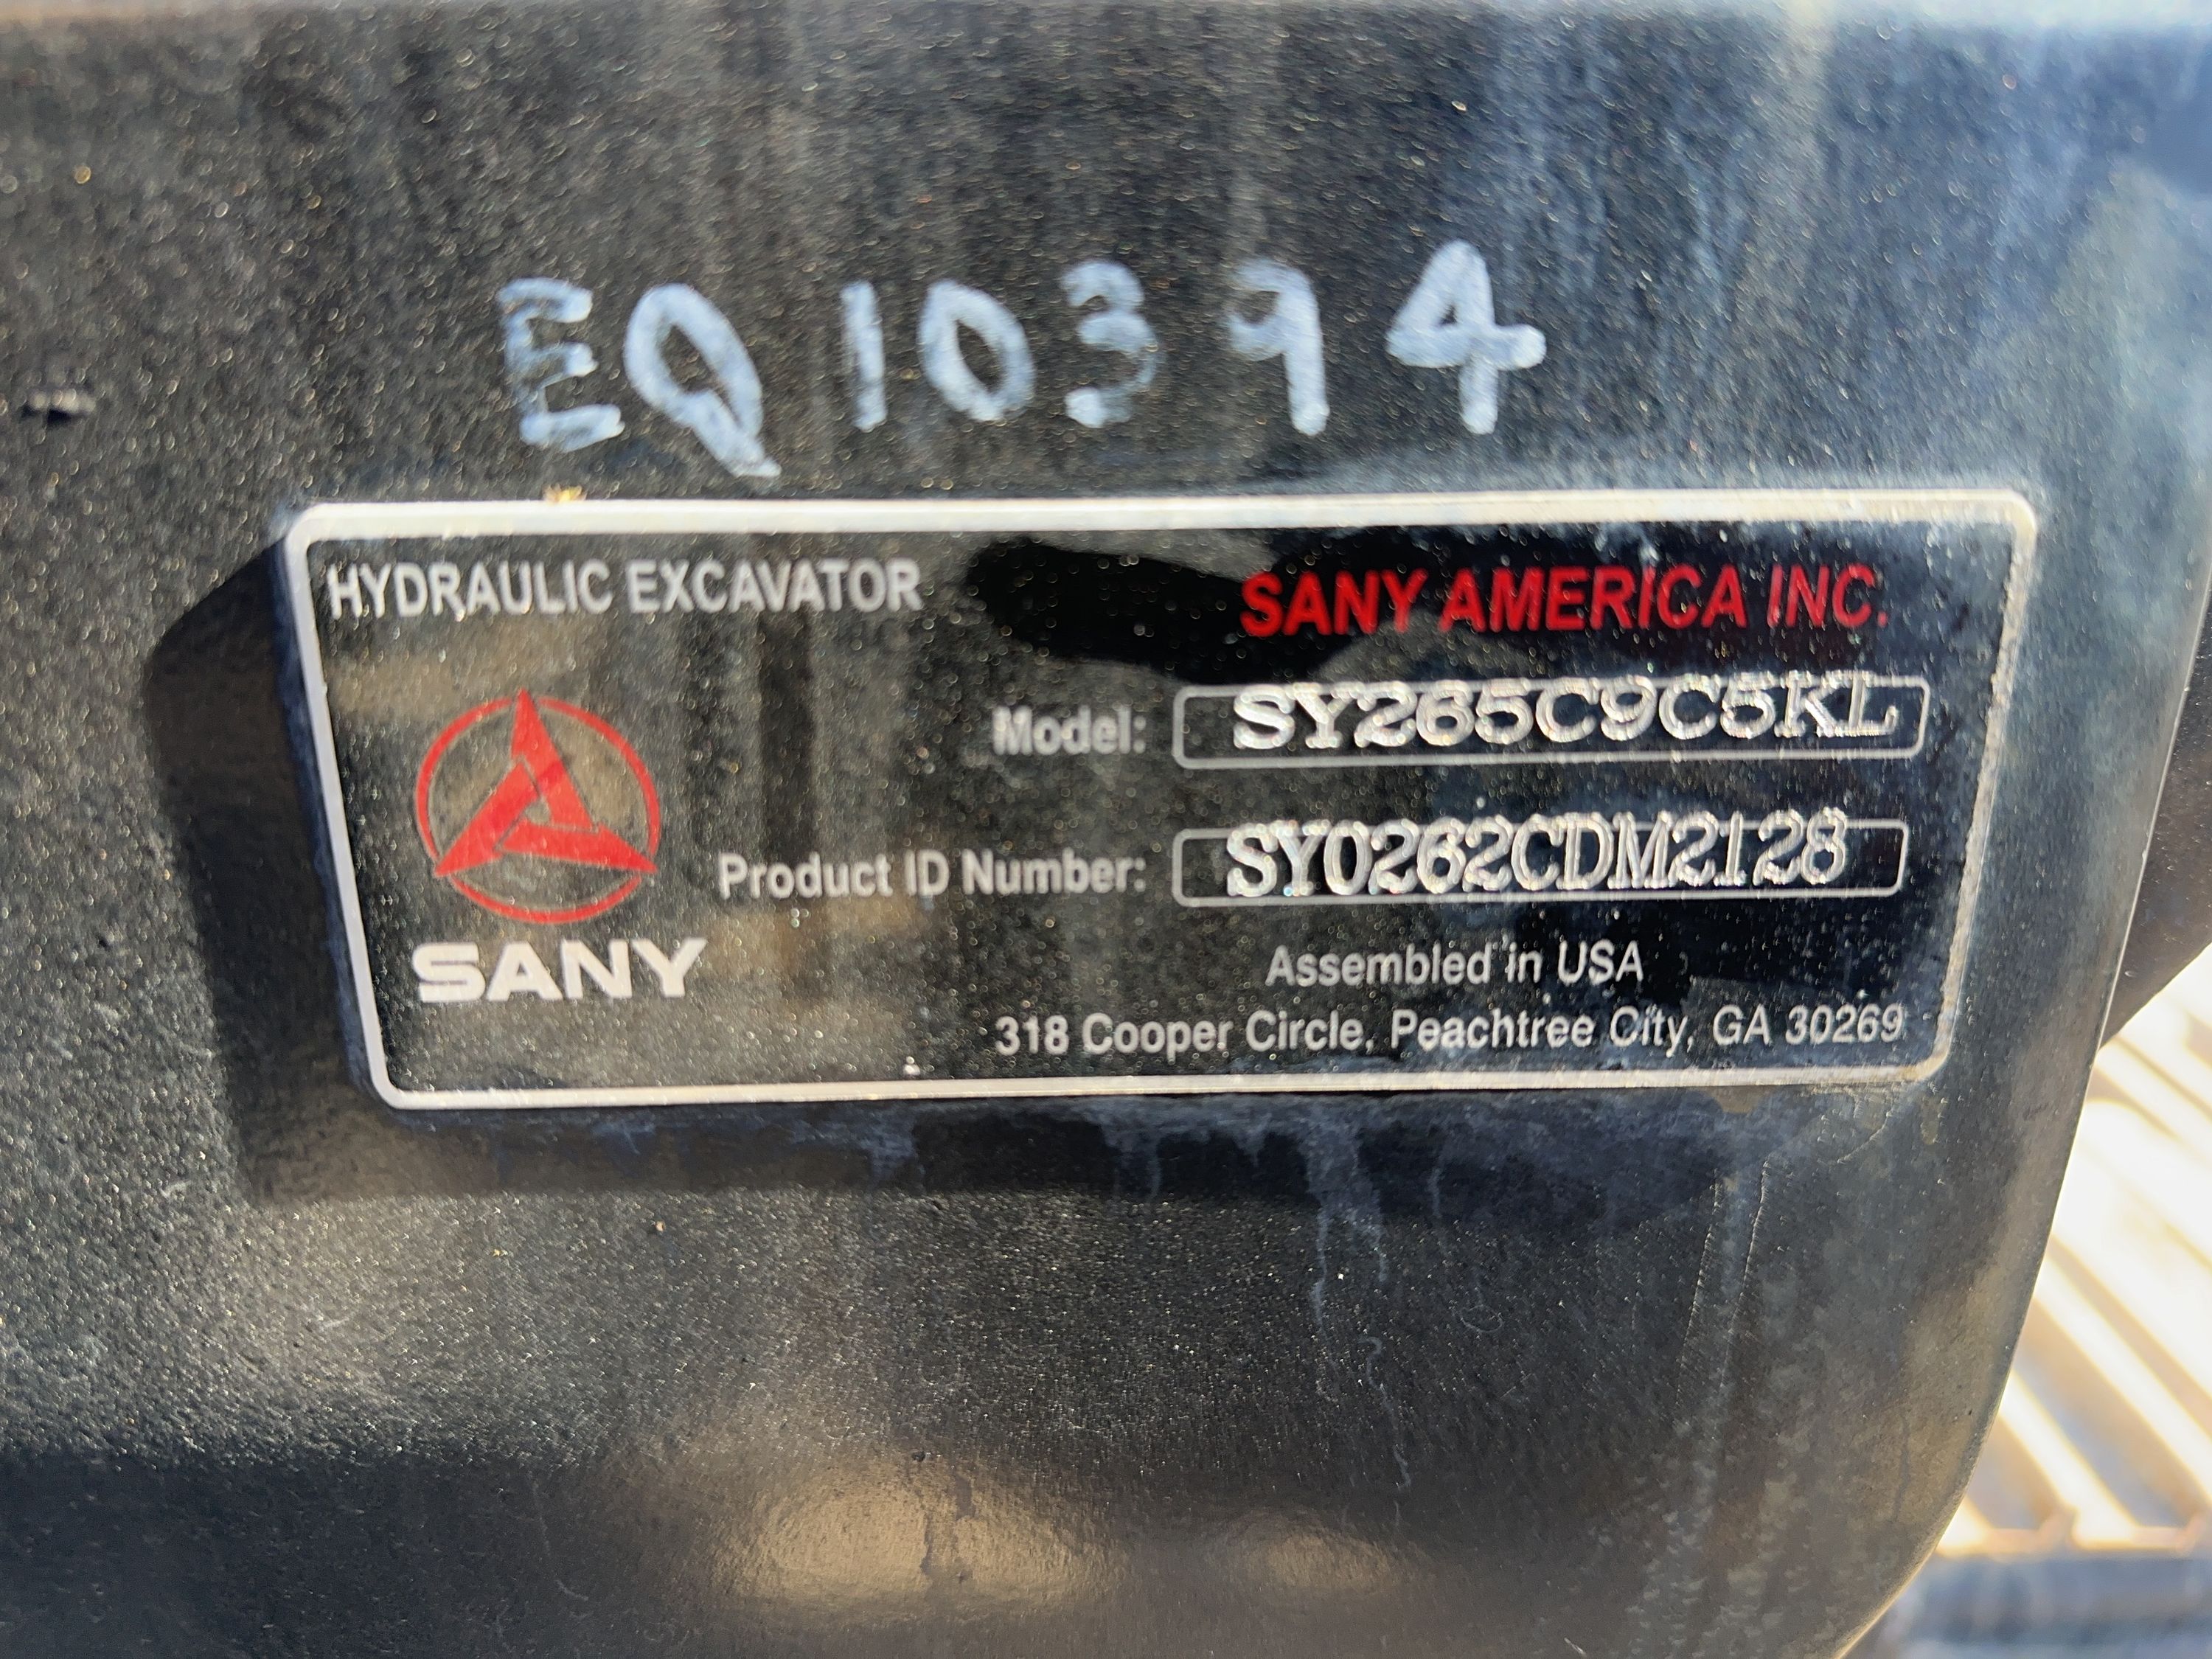 EQ10394
HYDRAULIC EXCAVATOR
SANY AMERICA INC.
Model: SY265C9C5KL
Product ID Number: SY0262CDM2128
SANY
Assembled in USA
318 Cooper Circle, Peachtree City, GA 30269